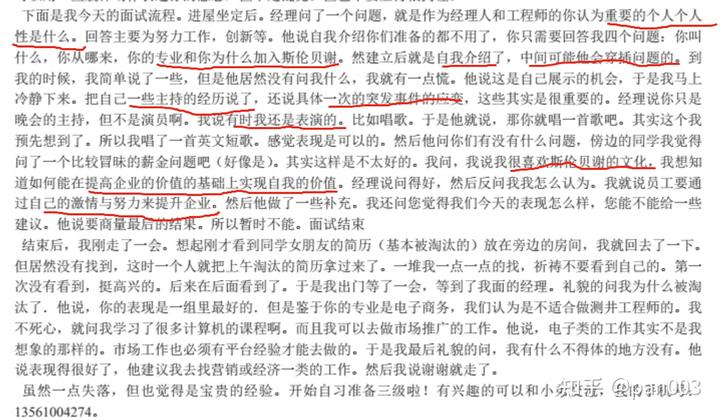 下面是我今天的面试流程。进屋坐定后。经理问了一个问题，就是作为经理人和工程师的你认为重要的个人个人
性是什么。回答主要为努力工作，创新等。他说自我介绍你们准备的都不用了，你只需要回答我四个问题：你叫
什么，你从哪来，你的专业和你为什么加入斯伦贝谢。然建立后就是自我介绍了，中间可能他会穿插问题的。到
我的时候，我简单说了一些，但是他居然没有问我什么，我就有一点慌。他说这是自己展示的机会，于是我马上
冷静下来。把自己一些主持的经历说了，还说具体一次的突发事件的应变，这些其实是很重要的。经理说你只是
晚会的主持，但不是演员啊。我说有时我还是表演的。比如唱歌。于是他就说，那你就唱一首歌吧。其实这个我
预先想到了。所以我唱了一首英文短歌。感觉表现是可以的。然后他问你们有没有什么问题，傍边的同学我觉得
问了一个比较冒昧的薪金问题吧（好像是）。其实这样是不太好的。我问，我说我很喜欢斯伦贝谢的文化，我想知
道如何能在提高企业的价值的基础上实现自我的价值。经理说问得好，然后反问我我怎么认为。我就说员工要通
过自己的激情与努力来提升企业。然后他做了一些补充。我还问您觉得我们今天的表现怎么样，您能不能给一些
建议。他说要商量最后的结果。所以暂时不能。面试结束
结束后，我刚走了一会。想起刚才看到同学女朋友的简历（基本被淘汰的）放在旁边的房间，我就回去了一下。
但居然没有找到，这时一个人就把上午淘汰的简历拿过来了。一堆我一点一点的找，祈祷不要看到自己的。第一
次没有看到，挺高兴的。后来在后面看到了。于是我出门等了一会，等到了我面的经理。礼貌的问我为什么被淘
汰了．他说，你的表现是一组里最好的．但是鉴于你的专业是电子商务，我们认为是不适合做测井工程师的。我
不死心，就问我学习了很多计算机的课程啊。而且我可以去做市场推广的工作。他说，电子类的工作其实不是我
想象的那样的。市场工作也必须有平台经验才能去做的。于是我最后礼貌的问，我有什么不得体的地方没有。他
说表现得很好了，他建议我去找营销或经济一类的工作。然后我说谢谢就走了。
虽然一点失落，但也觉得是宝贵的经验。开始自习准备三级啦！有兴趣的可以和小
13561004274。
知乎